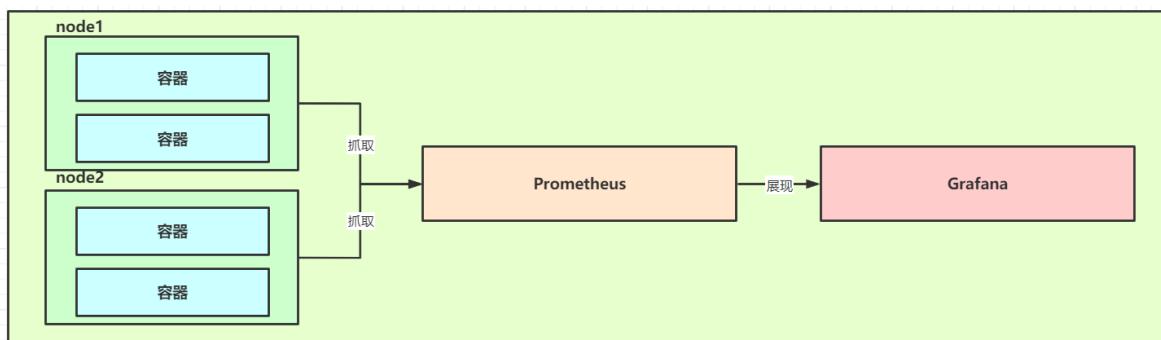 node1
容器
容器
抓取
node2
容器
容器
抓取
Prometheus
展现
Grafana